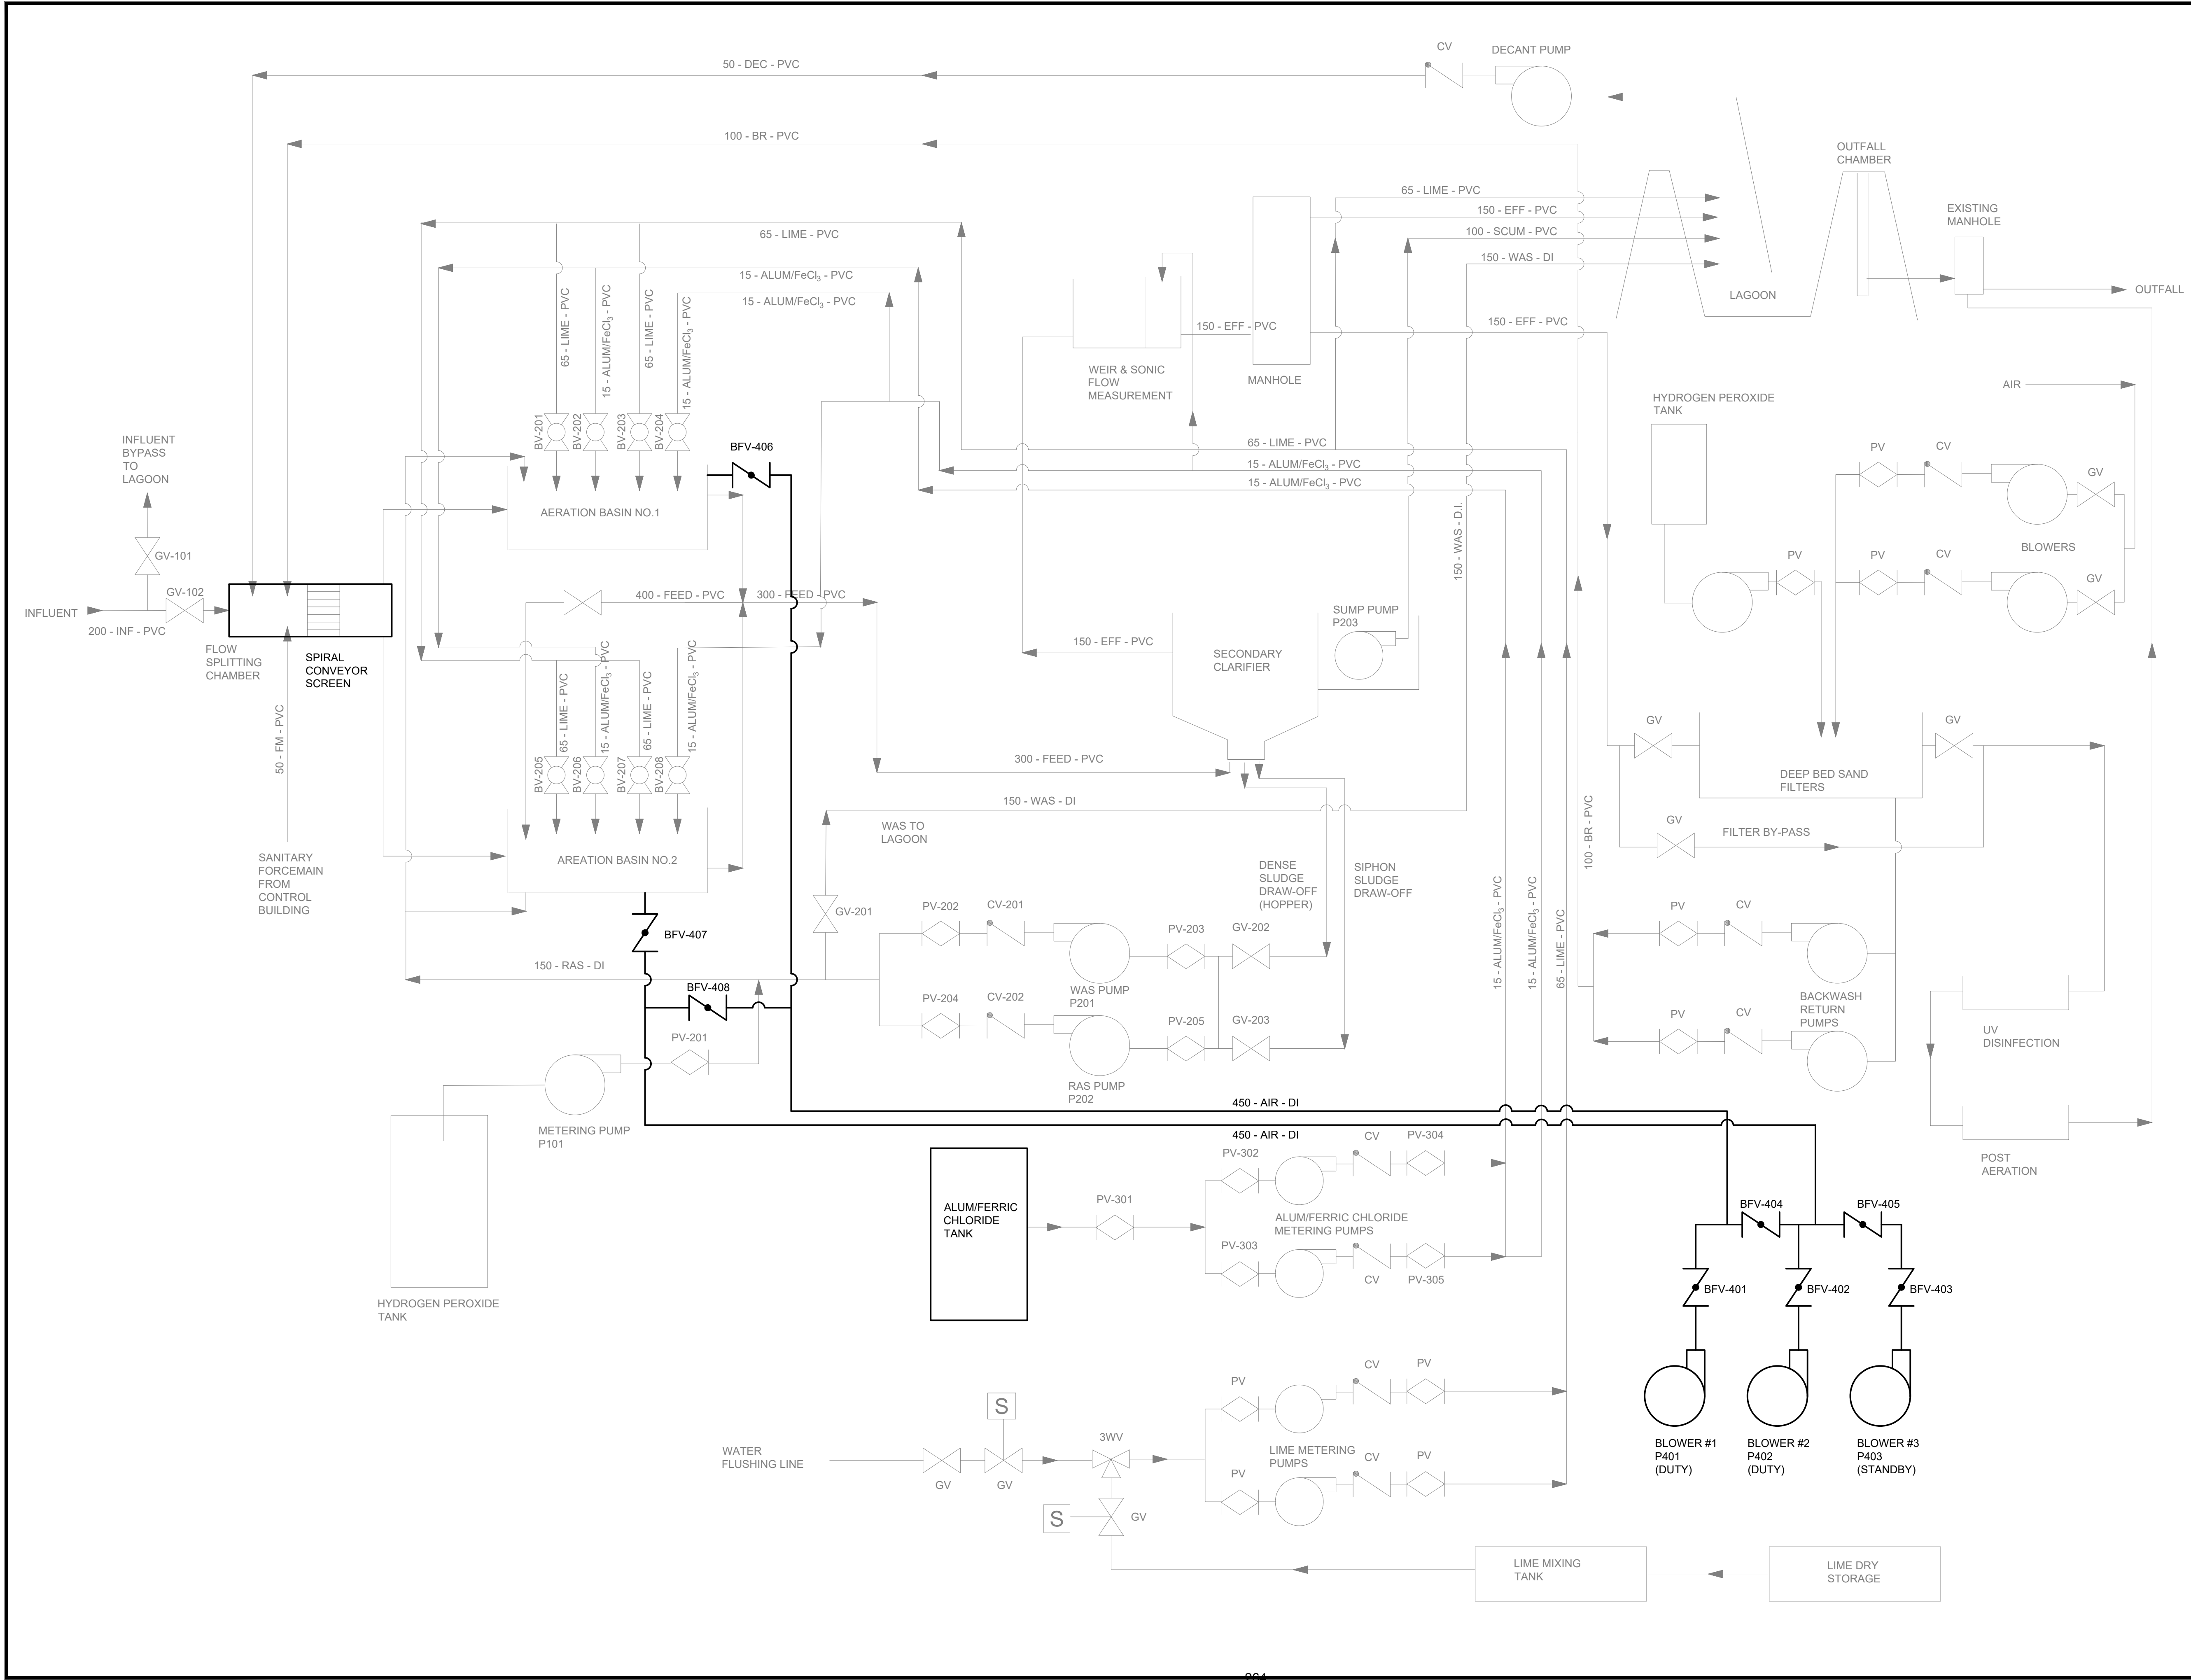 CV
DECANT PUMP
50 - DEC - PVC
100 - BR - PVC
OUTFALL
CHAMBER
65 - LIME - PVC
150 - EFF - PVC
100 - SCUM - PVC
150 - WAS - DI
EXISTING
MANHOLE
65 - LIME - PVC
15 - ALUM/FeCl3 - PVC
15 - ALUM/FeCl3 - PVC
LAGOON
OUTFALL
65 - LIME - PVC
15 - ALUM/FeCl3 - PVC
65 - LIME - PVC
15 - ALUM/FeCl3 - PVC
150 - EFF - PVC
150 - EFF - PVC
WEIR & SONIC
FLOW
MEASUREMENT
MANHOLE
AIR
HYDROGEN PEROXIDE
TANK
BV-201
BV-202
BV-203
BV-204
BFV-406
INFLUENT
BYPASS
TO
LAGOON
65 - LIME - PVC
15 - ALUM/FeCl3 - PVC
15 - ALUM/FeCl3 - PVC
PV
CV
GV
AERATION BASIN NO.1
150 - WAS - D.I.
GV-101
PV
PV
CV
BLOWERS
GV
GV-102
INFLUENT
200 - INF - PVC
400 - FEED - PVC
300 - FEED - PVC
SUMP PUMP
P203
FLOW
SPLITTING
CHAMBER
SPIRAL
CONVEYOR
SCREEN
150 - EFF - PVC
SECONDARY
CLARIFIER
65 - LIME - PVC
15 - ALUM/FeCl3 - PVC
65 - LIME - PVC
15 - ALUM/FeCl3 - PVC
50 - FM - PVC
GV
GV
BV-205
BV-206
BV-207
BV-208
300 - FEED - PVC
DEEP BED SAND
FILTERS
150 - WAS - DI
WAS TO
LAGOON
GV
FILTER BY-PASS
100 - BR - PVC
SANITARY
FORCEMAIN
FROM
CONTROL
BUILDING
AREATION BASIN NO.2
DENSE
SLUDGE
DRAW-OFF
(HOPPER)
SIPHON
SLUDGE
DRAW-OFF
15 - ALUM/FeCl3 - PVC
15 - ALUM/FeCl3 - PVC
65 - LIME - PVC
GV-201
PV-202
CV-201
PV-203
GV-202
PV
CV
BFV-407
150 - RAS - DI
BFV-408
WAS PUMP
P201
PV-204
CV-202
PV-205
GV-203
BACKWASH
RETURN
PUMPS
PV
CV
UV
DISINFECTION
PV-201
RAS PUMP
P202
450 - AIR - DI
METERING PUMP
P101
450 - AIR - DI
CV
PV-304
PV-302
POST
AERATION
ALUM/FERRIC
CHLORIDE
TANK
PV-301
ALUM/FERRIC CHLORIDE
METERING PUMPS
PV-303
CV
PV-305
BFV-404
BFV-405
BFV-401
BFV-402
BFV-403
HYDROGEN PEROXIDE
TANK
CV
PV
PV
S
WATER
FLUSHING LINE
3WV
LIME METERING
PUMPS
CV
PV
PV
GV
GV
BLOWER #1
P401
(DUTY)
BLOWER #2
P402
(DUTY)
BLOWER #3
P403
(STANDBY)
S
GV
LIME MIXING
TANK
LIME DRY
STORAGE
264